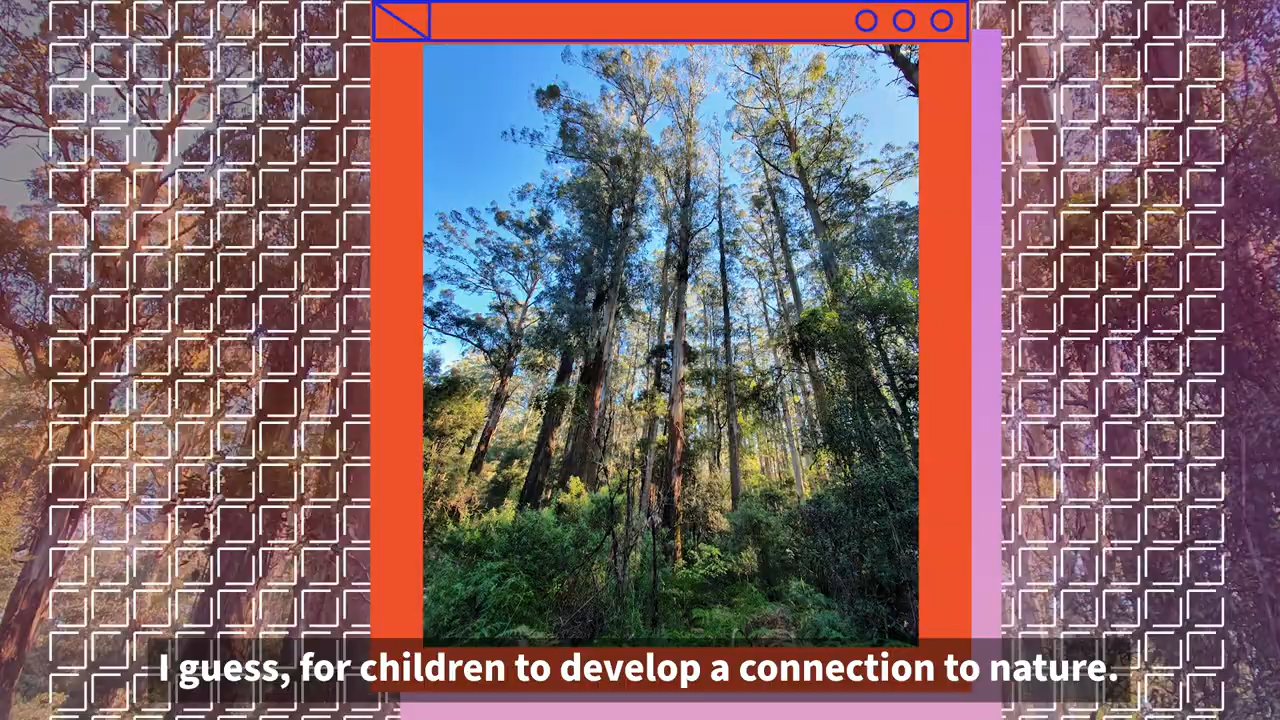 I guess, for children to develop a connection to nature.